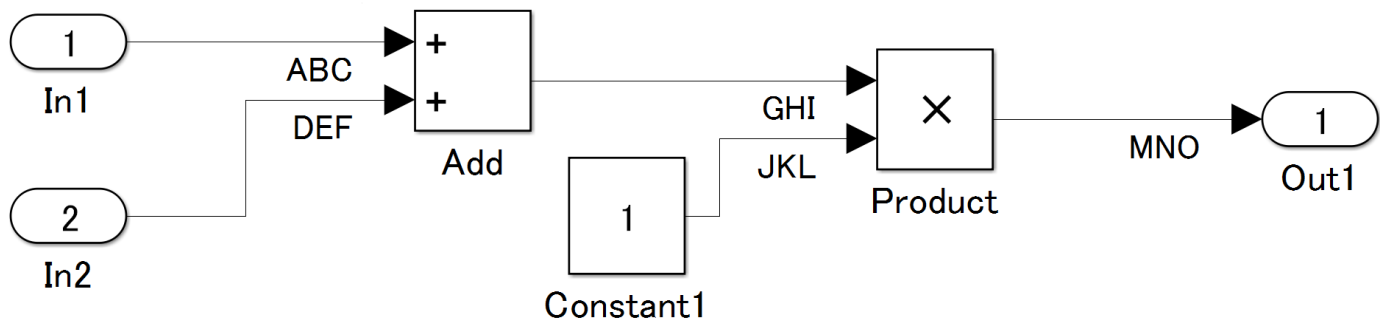 1
In1
ABC
+
+
DEF
Add
2
In2
GHI
JKL
1
Constant1
×
Product
MNO
1
Out1